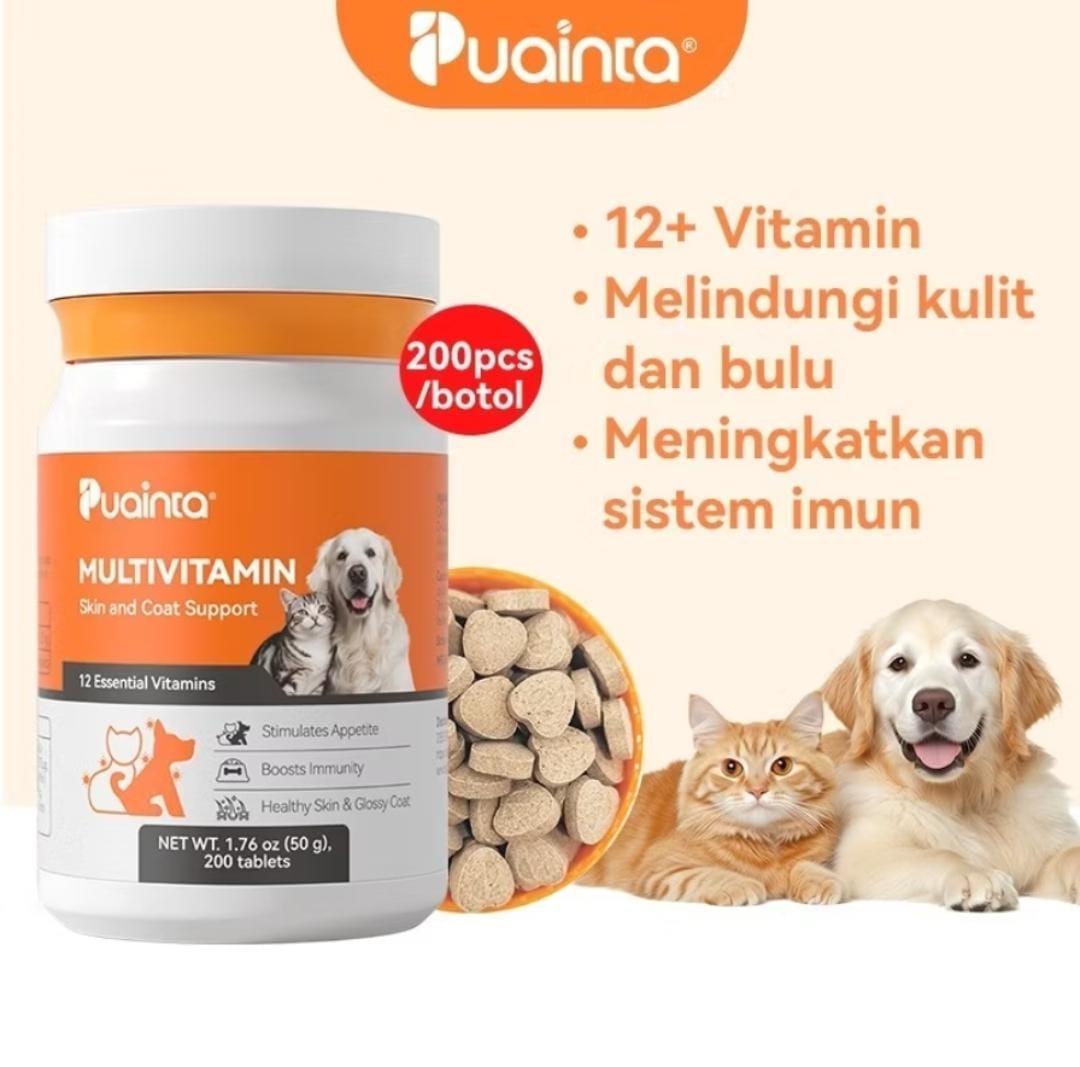 Puainta®
• 12+ Vitamin
• Melindungi kulit
dan bulu
• Meningkatkan
sistem imun
200pcs
/botol
Puainta®
MULTIVITAMIN
Skin and Coat Support
12 Essential Vitamins
Stimulates Appetite
Boosts Immunity
Healthy Skin & Glossy Coat
NET WT. 1.76 oz (50 g),
200 tablets